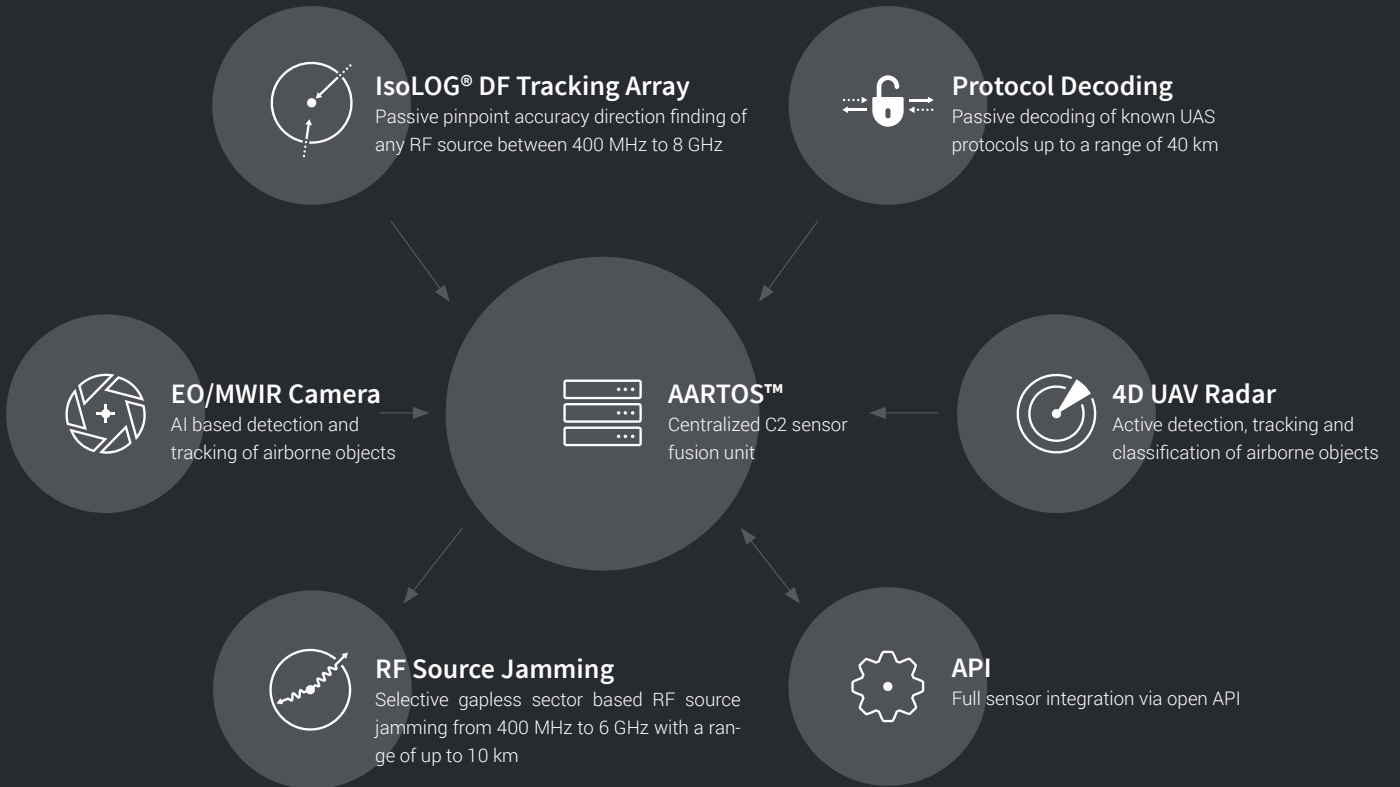 IsoLOG® DF Tracking Array
Passive pinpoint accuracy direction finding of
any RF source between 400 MHz to 8 GHz
Protocol Decoding
Passive decoding of known UAS
protocols up to a range of 40 km
EO/MWIR Camera
AI based detection and
tracking of airborne objects
AARTOS™
Centralized C2 sensor
fusion unit
4D UAV Radar
Active detection, tracking and
classification of airborne objects
RF Source Jamming
Selective gapless sector based RF source
jamming from 400 MHz to 6 GHz with a ran-
ge of up to 10 km
API
Full sensor integration via open API